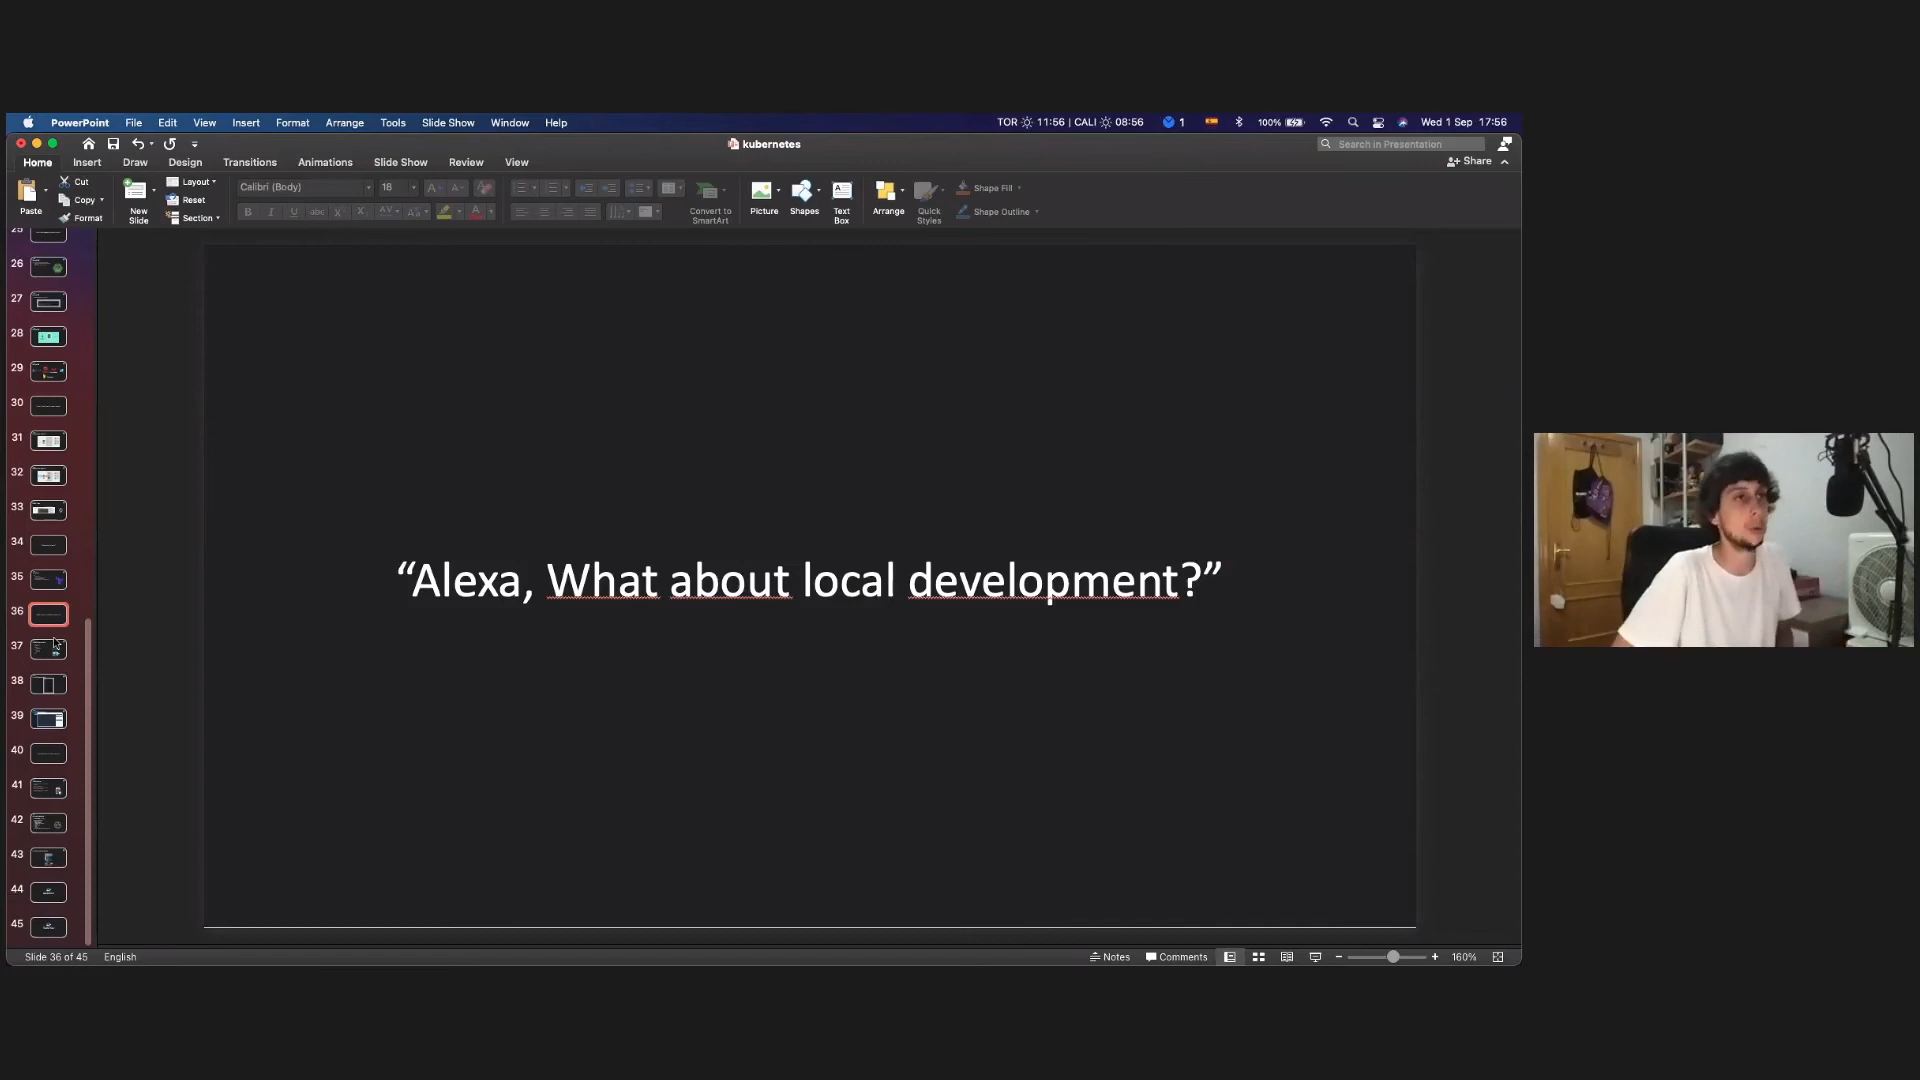 PowerPoint File Edit View Insert Format Arrange Tools Slide Show Window Help
TOR 11:56 | CALI 08:56 1 100% Wed 1 Sep 17:56
kubernetes
Search in Presentation
Home Insert Draw Design Transitions Animations Slide Show Review View
Share
Paste
Cut
Copy
Format
New
Slide
Layout
Reset
Section
Calibri (Body) 18
Convert to
SmartArt
Picture
Shapes
Text
Box
Arrange
Quick
Styles
Shape Fill
Shape Outline
25
26
27
28
29
30
31
32
33
34
35
36
37
38
39
40
41
42
43
44
45
“Alexa, What about local development?”
Slide 36 of 45 English
Notes Comments 160%